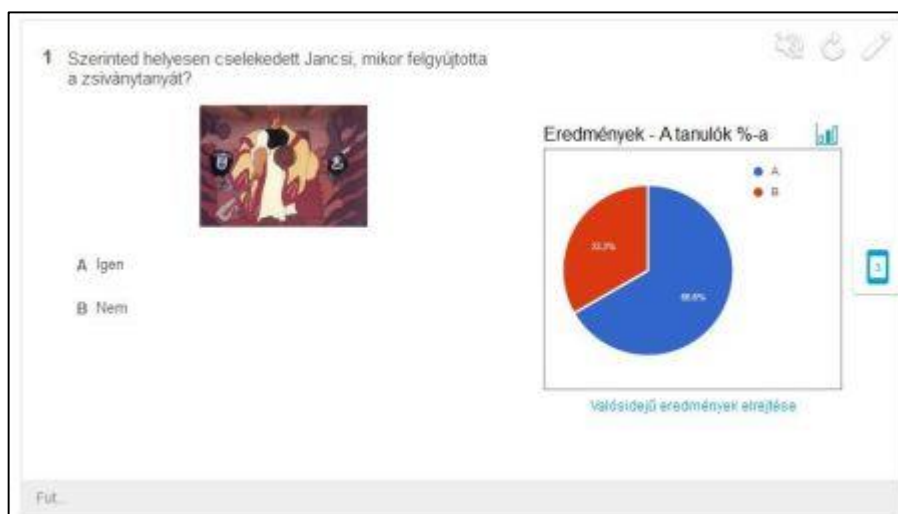 1 Szerinted helyesen cselekedett Jancsi, mikor felgyújtotta
a zsiványtanyát?
A Igen
B Nem
Eredmények - A tanulók %-a
A
B
33,3%
66,6%
3
Valósidejű eredmények elrejtése
Fut...